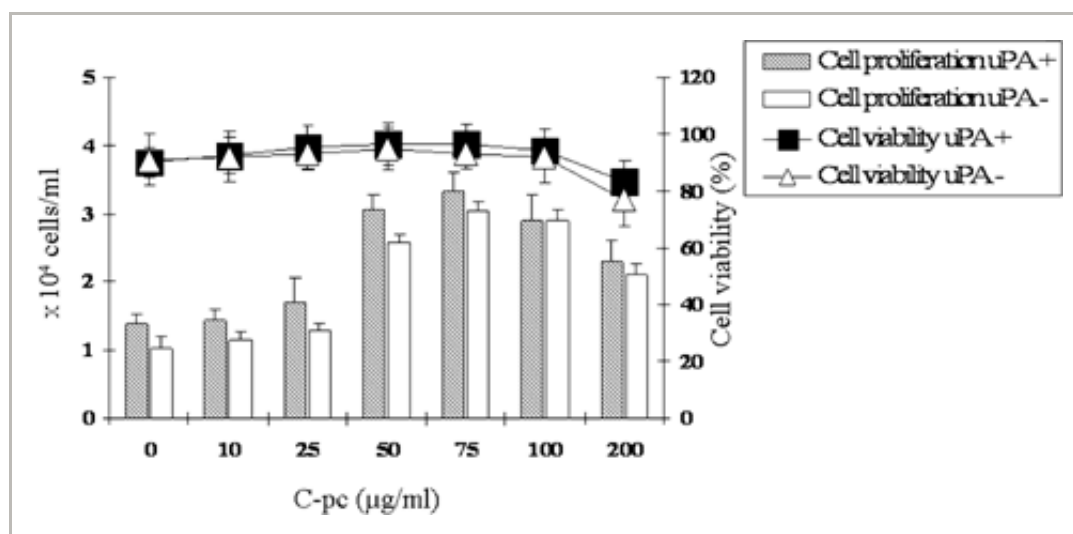 Cell proliferation uPA+
Cell proliferation uPA-
Cell viability uPA+
Cell viability uPA-
x 10⁴ cells/ml
5
4
3
2
1
0
Cell viability (%)
120
100
80
60
40
20
0
0 10 25 50 75 100 200
C-pc (μg/ml)